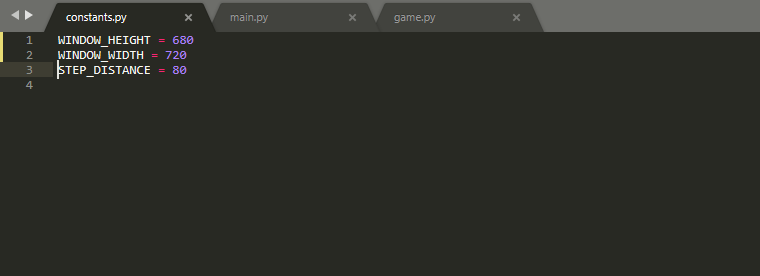 constants.py
main.py
game.py
1 WINDOW_HEIGHT = 680
2 WINDOW_WIDTH = 720
3 STEP_DISTANCE = 80
4